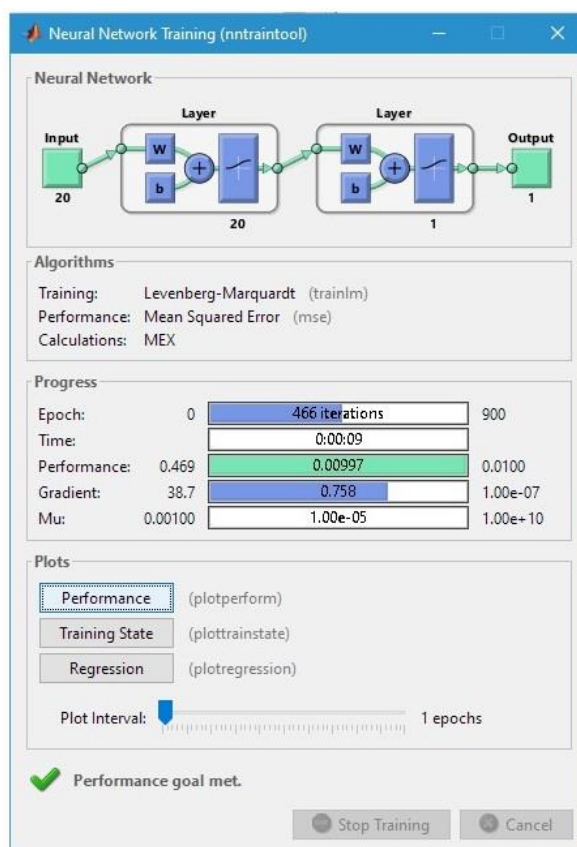 Neural Network Training (nntraintool)
Neural Network
Layer Layer
Input Output
W W
b b
20 1
20 1
Algorithms
Training: Levenberg-Marquardt (trainlm)
Performance: Mean Squared Error (mse)
Calculations: MEX
Progress
Epoch: 0 466 iterations 900
Time: 0:00:09
Performance: 0.469 0.00997 0.0100
Gradient: 38.7 0.758 1.00e-07
Mu: 0.00100 1.00e-05 1.00e+10
Plots
Performance (plotperform)
Training State (plottrainstate)
Regression (plotregression)
Plot Interval: 1 epochs
Performance goal met.
Stop Training Cancel